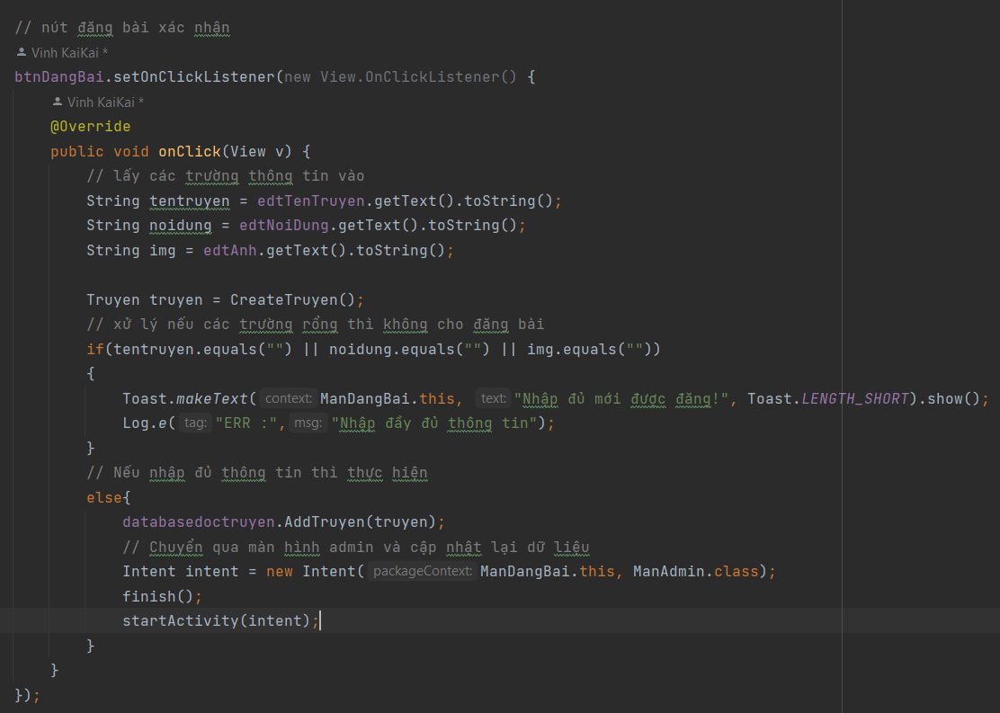 // nút đăng bài xác nhận
Vinh KaiKai *
btnDangBai.setOnClickListener(new View.OnClickListener() {
Vinh KaiKai *
@Override
public void onClick(View v) {
// lấy các trường thông tin vào
String tentruyen = edtTenTruyen.getText().toString();
String noidung = edtNoiDung.getText().toString();
String img = edtAnh.getText().toString();
Truyen truyen = CreateTruyen();
// xử lý nếu các trường rổng thì không cho đăng bài
if(tentruyen.equals("") || noidung.equals("") || img.equals(""))
{
Toast.makeText( context: ManDangBai.this, text: "Nhập đủ mới được đăng!", Toast.LENGTH_SHORT).show();
Log.e( tag: "ERR :", msg: "Nhập đầy đủ thông tin");
}
// Nếu nhập đủ thông tin thì thực hiện
else{
databasedoctruyen.AddTruyen(truyen);
// Chuyển qua màn hình admin và cập nhật lại dữ liệu
Intent intent = new Intent( packageContext: ManDangBai.this, ManAdmin.class);
finish();
startActivity(intent);
}
}
});